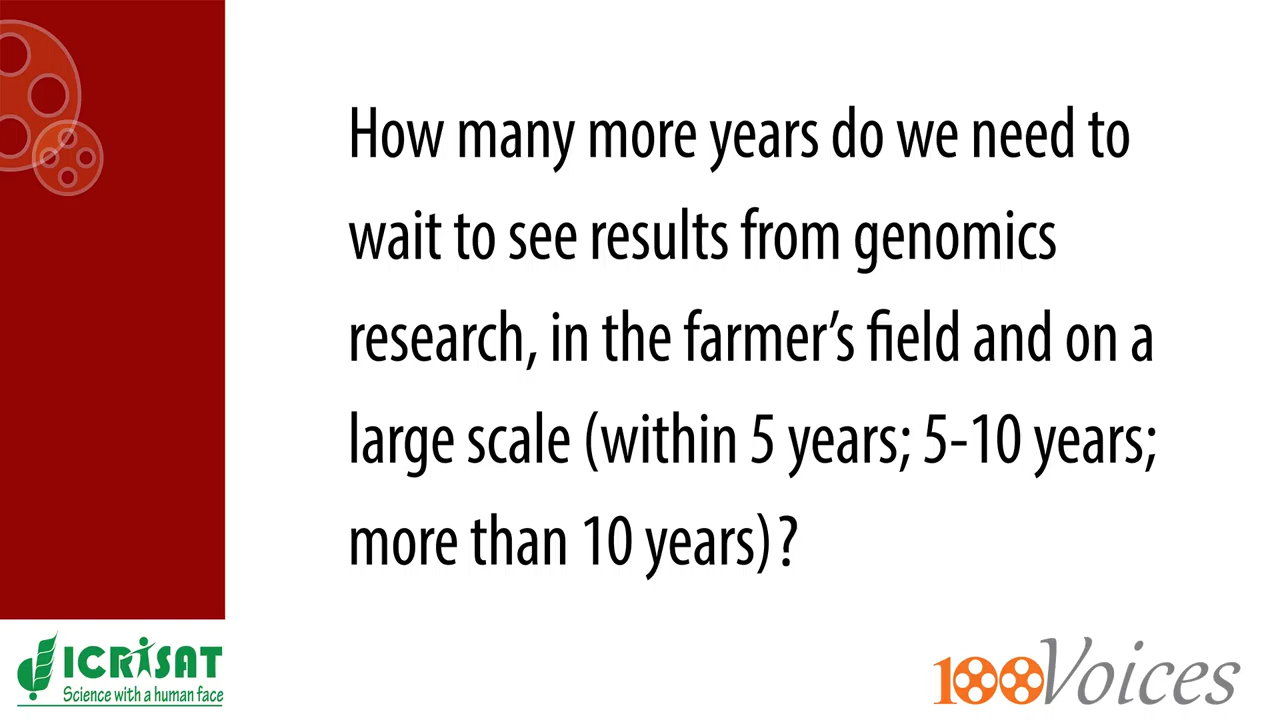 How many more years do we need to
wait to see results from genomics
research, in the farmer’s field and on a
large scale (within 5 years; 5-10 years;
more than 10 years)?
ICRISAT
Science with a human face
100Voices